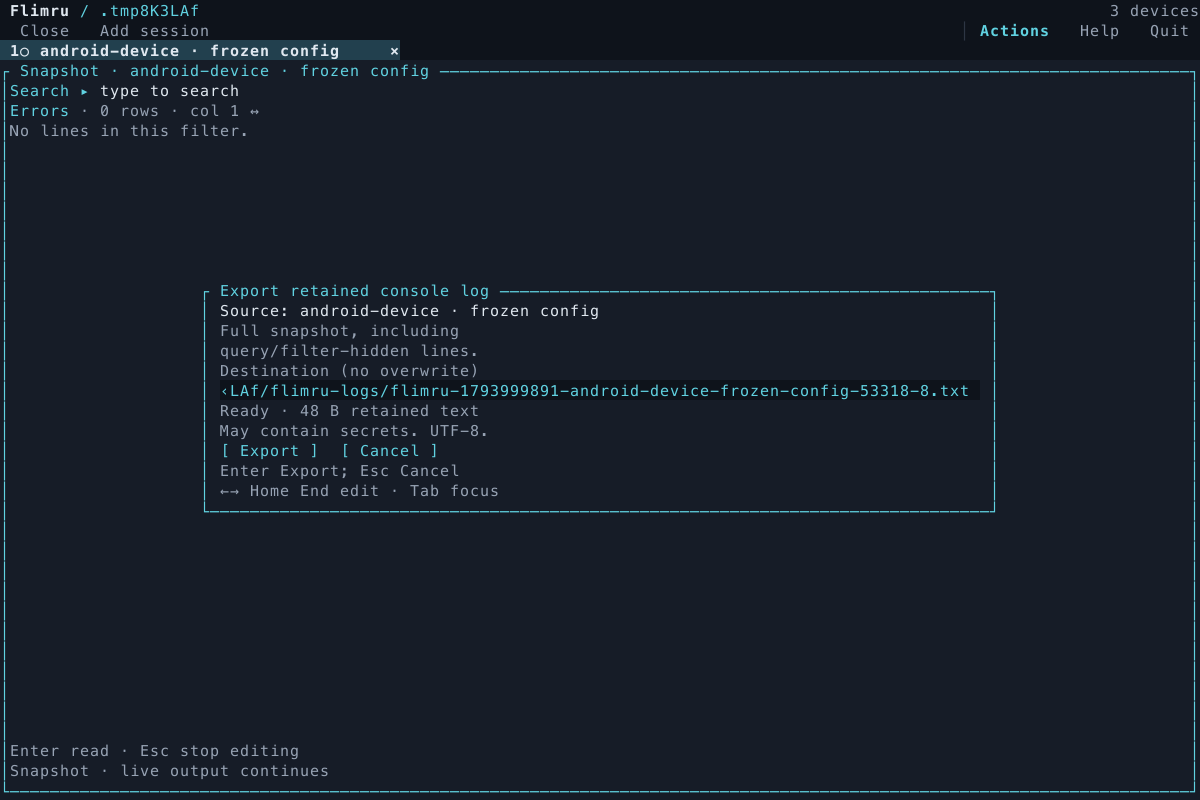 Flimru / .tmp8K3LAf 3 devices
Close Add session │ Actions Help Quit
1○ android-device · frozen config ×
Snapshot · android-device · frozen config
Search ▸ type to search
Errors · 0 rows · col 1 ↔
No lines in this filter.
Export retained console log
Source: android-device · frozen config
Full snapshot, including
query/filter-hidden lines.
Destination (no overwrite)
‹LAf/flimru-logs/flimru-1793999891-android-device-frozen-config-53318-8.txt
Ready · 48 B retained text
May contain secrets. UTF-8.
[ Export ] [ Cancel ]
Enter Export; Esc Cancel
←→ Home End edit · Tab focus
Enter read · Esc stop editing
Snapshot · live output continues